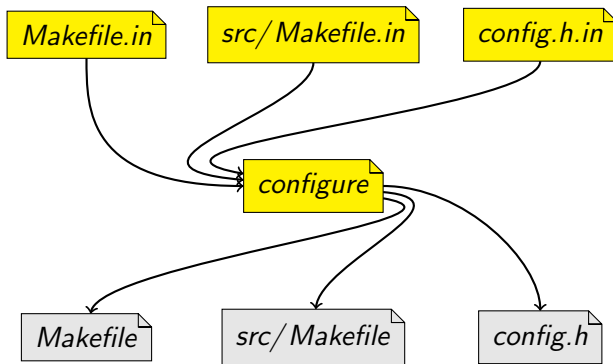 Makefile.in
src/Makefile.in
config.h.in
configure
Makefile
src/Makefile
config.h